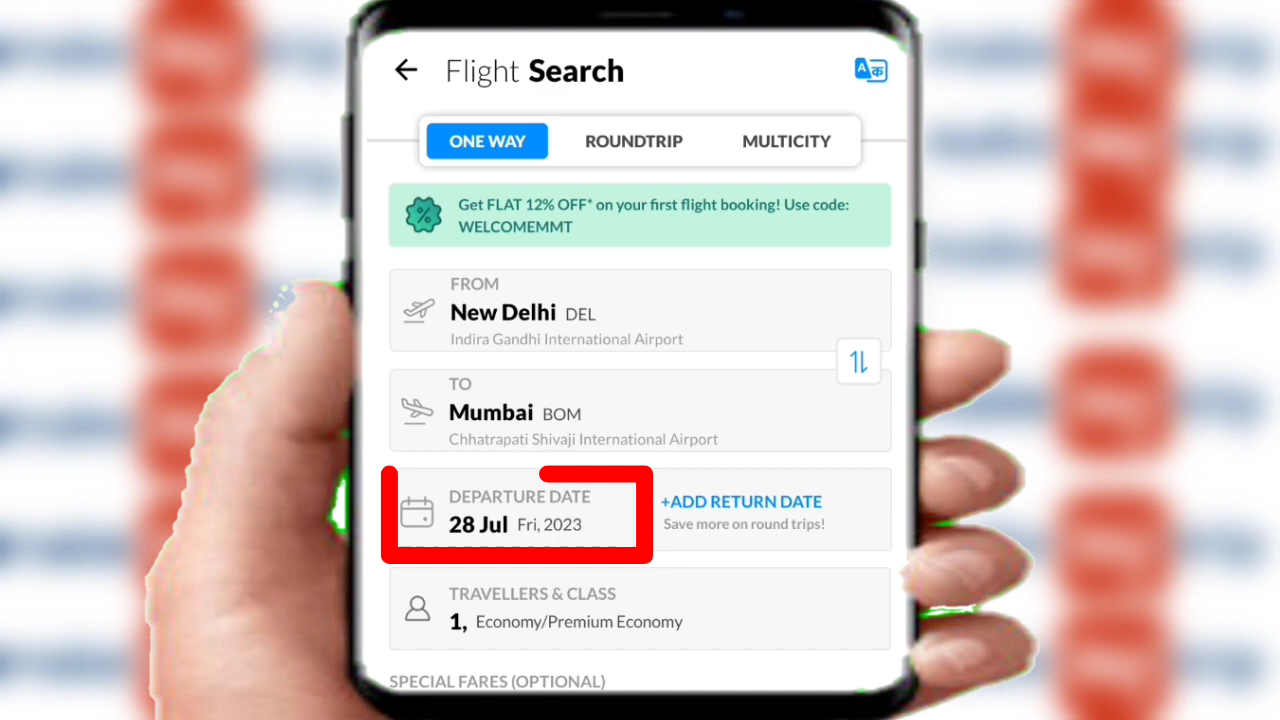 Flight Search
A क
ONE WAY ROUNDTRIP MULTICITY
Get FLAT 12% OFF* on your first flight booking! Use code:
WELCOMEMMT
FROM
New Delhi DEL
Indira Gandhi International Airport
TO
Mumbai BOM
Chhatrapati Shivaji International Airport
DEPARTURE DATE
28 Jul Fri, 2023
+ADD RETURN DATE
Save more on round trips!
TRAVELLERS & CLASS
1, Economy/Premium Economy
SPECIAL FARES (OPTIONAL)